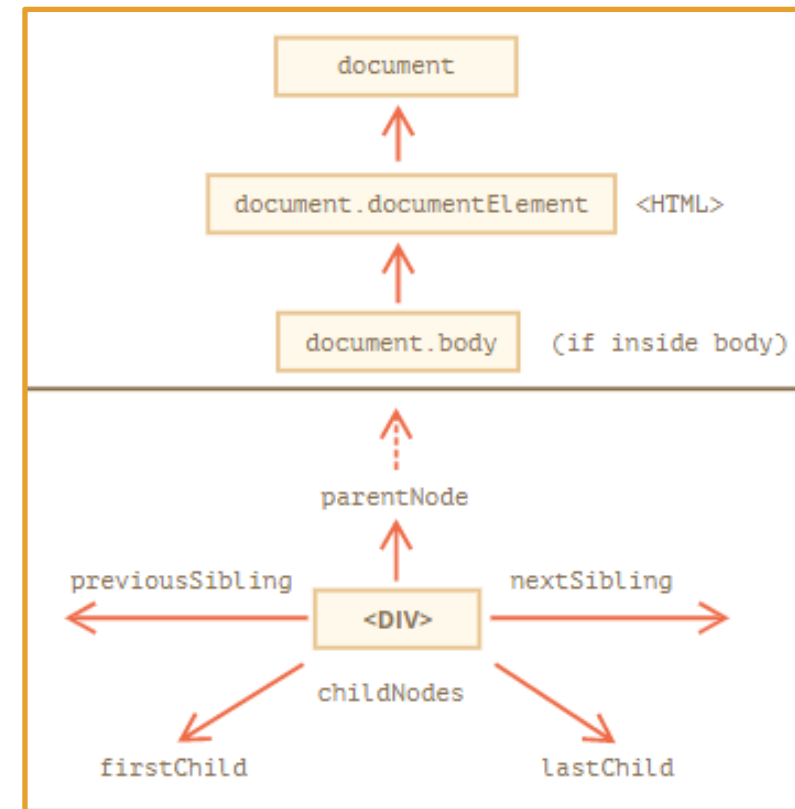 document
document.documentElement <HTML>
document.body (if inside body)
parentNode
previousSibling nextSibling
<DIV>
childNodes
firstChild lastChild